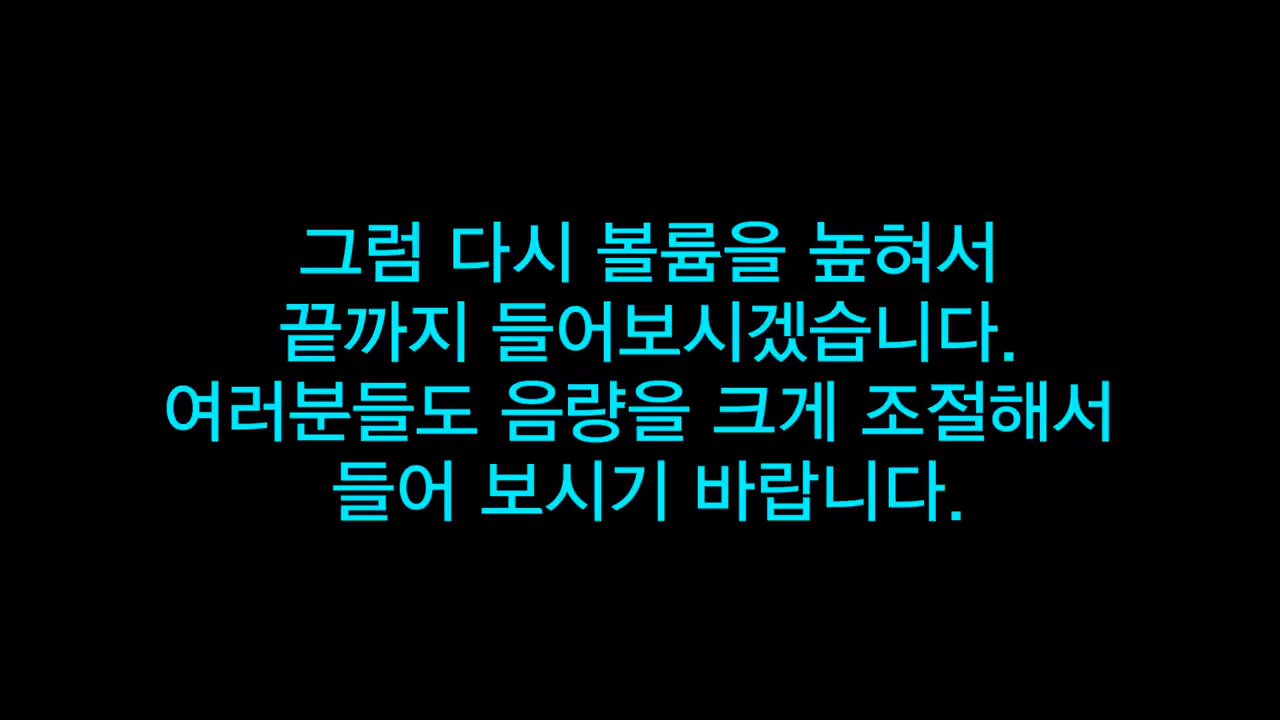 그럼 다시 볼륨을 높혀서
끝까지 들어보시겠습니다.
여러분들도 음량을 크게 조절해서
들어 보시기 바랍니다.